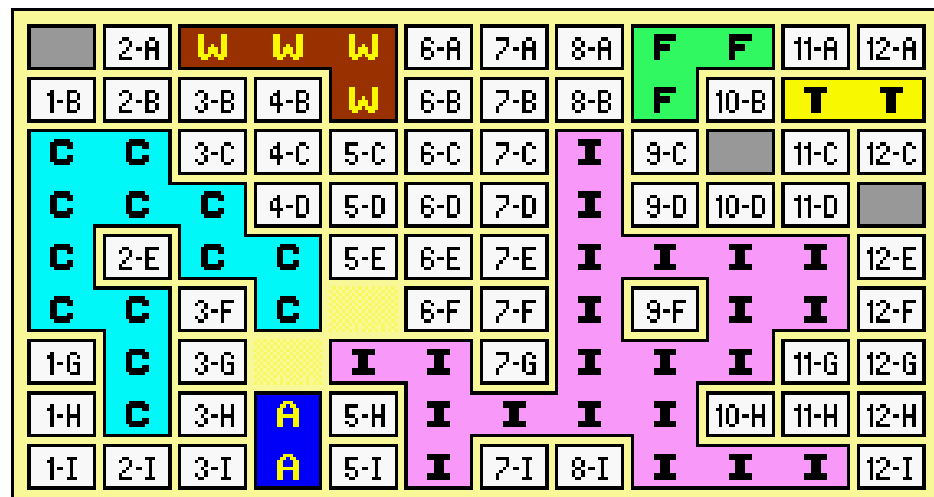 2-A W W W 6-A 7-A 8-A F F 11-A 12-A
1-B 2-B 3-B 4-B W 6-B 7-B 8-B F 10-B T T
C C 3-C 4-C 5-C 6-C 7-C I 9-C 11-C 12-C
C C C 4-D 5-D 6-D 7-D I 9-D 10-D 11-D
C 2-E C C 5-E 6-E 7-E I I I I 12-E
C C 3-F C 6-F 7-F I 9-F I I 12-F
1-G C 3-G I I 7-G I I I 11-G 12-G
1-H C 3-H A 5-H I I I I 10-H 11-H 12-H
1-I 2-I 3-I A 5-I I 7-I 8-I I I I 12-I